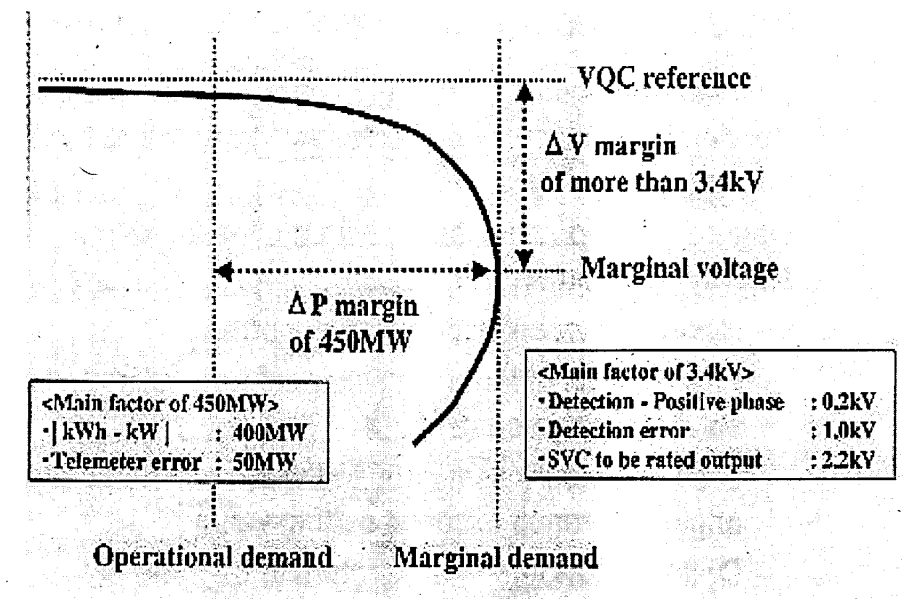 VQC reference
ΔV margin
of more than 3.4kV
Marginal voltage
ΔP margin
of 450MW
<Main factor of 3.4kV>
·Detection - Positive phase : 0.2kV
·Detection error : 1.0kV
·SVC to be rated output : 2.2kV
<Main factor of 450MW>
·| kWh - kW | : 400MW
·Telemeter error : 50MW
Operational demand
Marginal demand